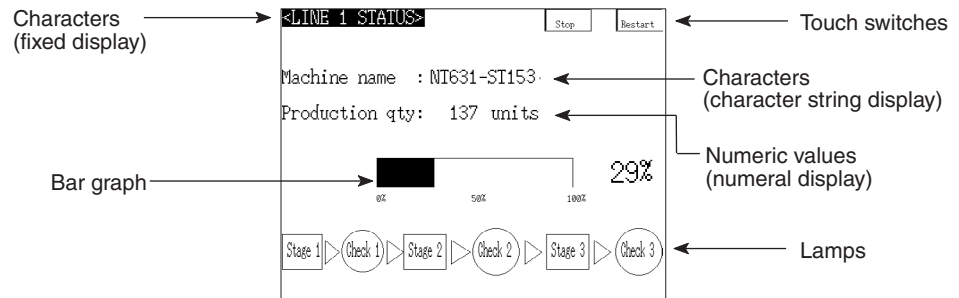 Characters
(fixed display)
<LINE 1 STATUS>
Stop
Restart
Touch switches
Machine name :NT631-ST153
Characters
(character string display)
Production qty: 137 units
Numeric values
(numeral display)
Bar graph
29%
0% 50% 100%
Stage 1 Check 1 Stage 2 Check 2 Stage 3 Check 3
Lamps